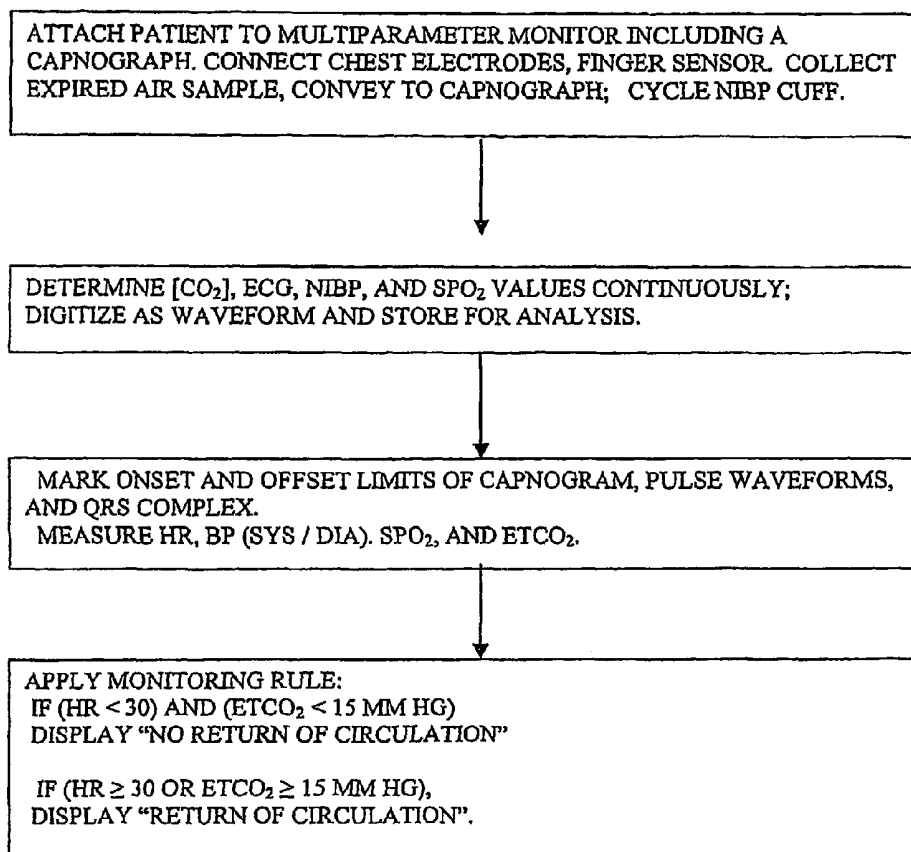 ATTACH PATIENT TO MULTIPARAMETER MONITOR INCLUDING A
CAPNOGRAPH. CONNECT CHEST ELECTRODES, FINGER SENSOR. COLLECT
EXPIRED AIR SAMPLE, CONVEY TO CAPNOGRAPH; CYCLE NIBP CUFF.
DETERMINE [CO₂], ECG, NIBP, AND SPO₂ VALUES CONTINUOUSLY;
DIGITIZE AS WAVEFORM AND STORE FOR ANALYSIS.
MARK ONSET AND OFFSET LIMITS OF CAPNOGRAM, PULSE WAVEFORMS,
AND QRS COMPLEX.
MEASURE HR, BP (SYS / DIA). SPO₂, AND ETCO₂.
APPLY MONITORING RULE:
IF (HR < 30) AND (ETCO₂ < 15 MM HG)
DISPLAY “NO RETURN OF CIRCULATION”
IF (HR ≥ 30 OR ETCO₂ ≥ 15 MM HG),
DISPLAY “RETURN OF CIRCULATION”.